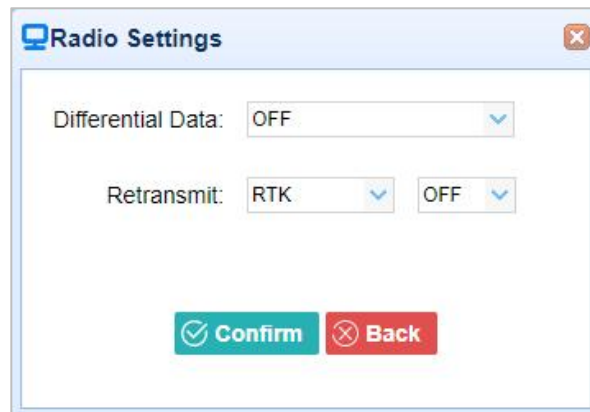 Radio Settings
Differential Data: OFF
Retransmit: RTK OFF
Confirm Back